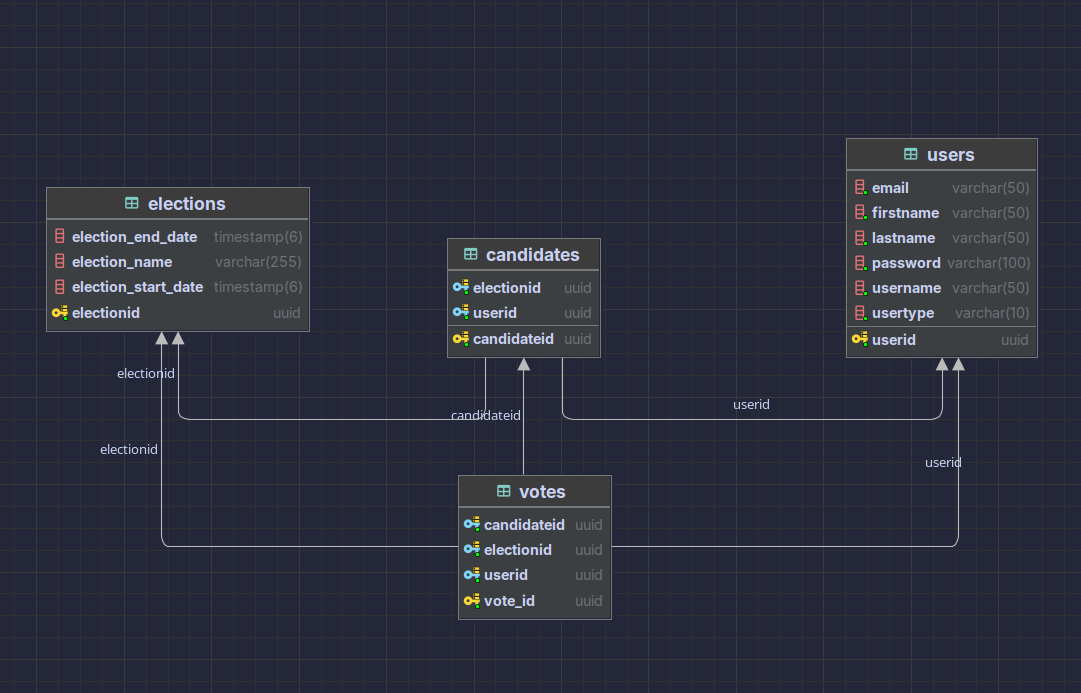 elections
election_end_date timestamp(6)
election_name varchar(255)
election_start_date timestamp(6)
electionid uuid
candidates
electionid uuid
userid uuid
candidateid uuid
users
email varchar(50)
firstname varchar(50)
lastname varchar(50)
password varchar(100)
username varchar(50)
usertype varchar(10)
userid uuid
electionid
candidateid
userid
electionid
userid
votes
candidateid uuid
electionid uuid
userid uuid
vote_id uuid